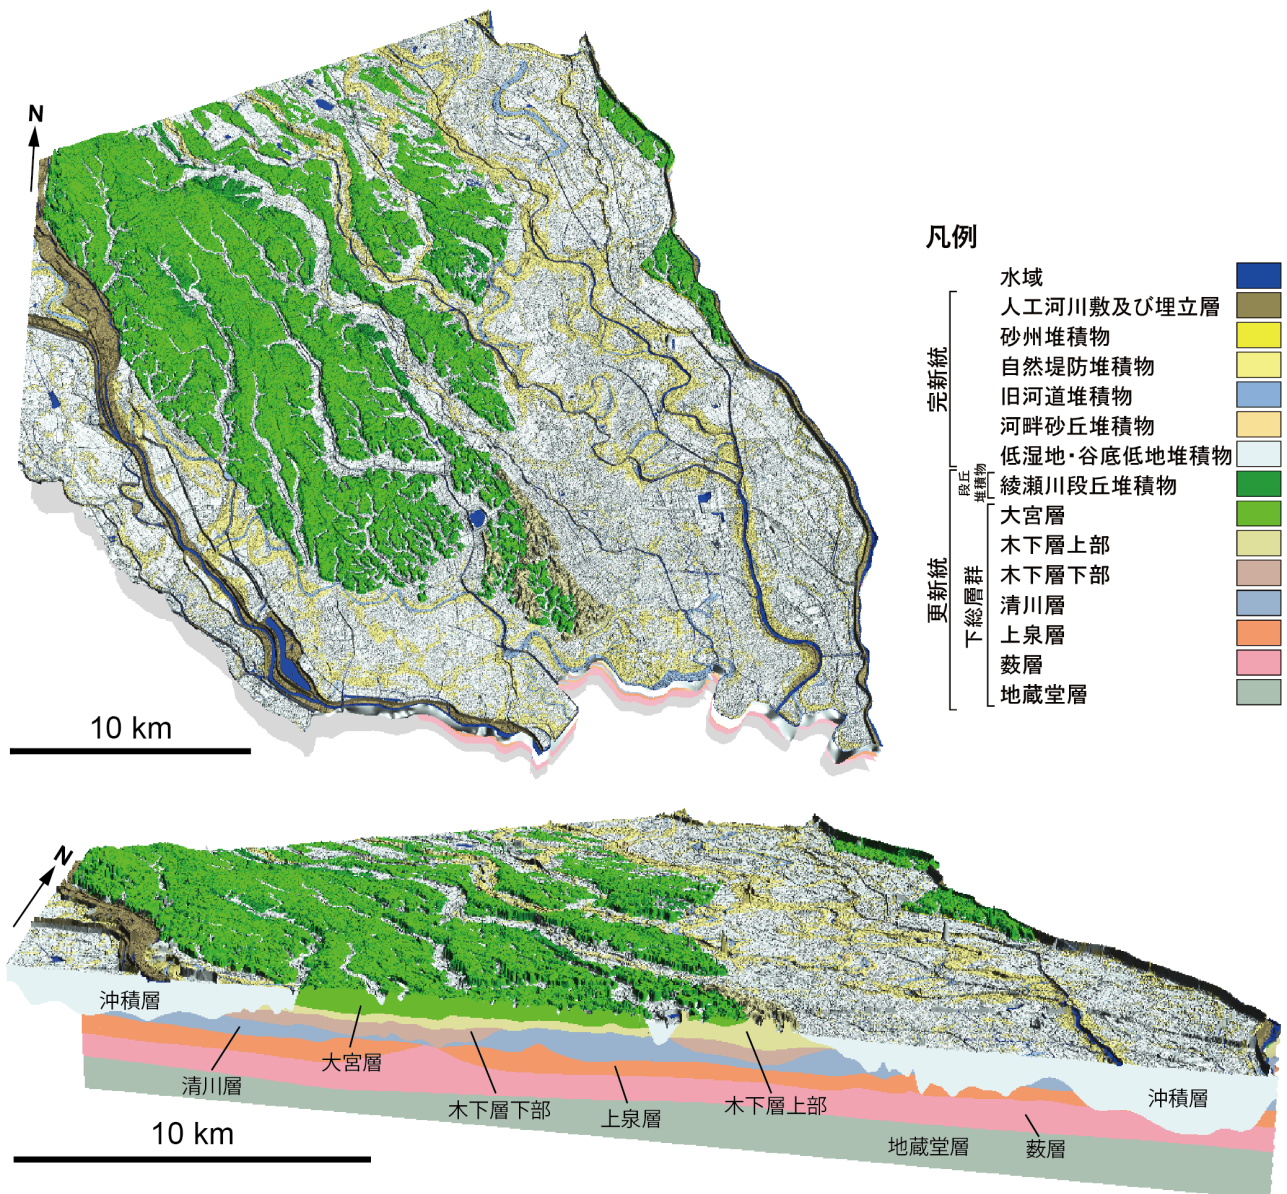 N
10 km
凡例
水域
人工河川敷及び埋立層
砂州堆積物
自然堤防堆積物
旧河道堆積物
河畔砂丘堆積物
低湿地・谷底低地堆積物
綾瀬川段丘堆積物
大宮層
木下層上部
木下層下部
清川層
上泉層
薮層
地蔵堂層
完新統
段丘
堆積物
更新統
下総層群
N
沖積層
清川層
大宮層
木下層下部
上泉層
木下層上部
地蔵堂層
薮層
沖積層
10 km